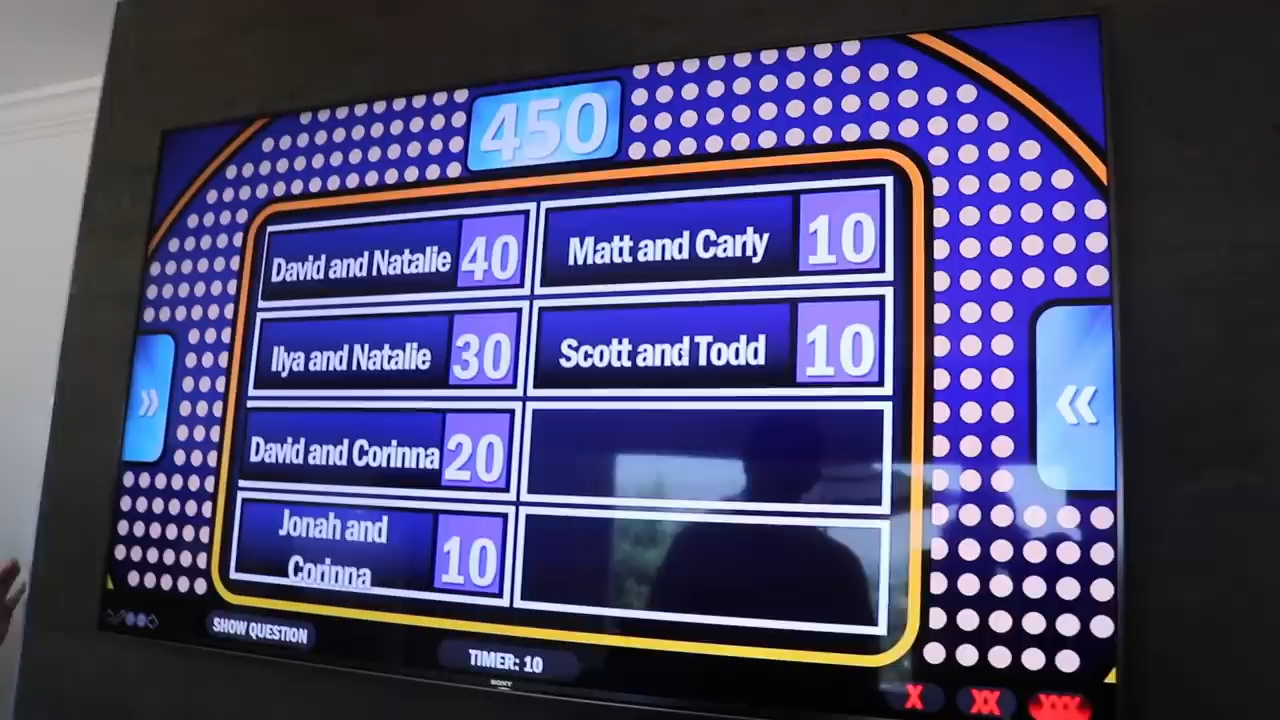 450
David and Natalie 40
Matt and Carly 10
Ilya and Natalie 30
Scott and Todd 10
David and Corinna 20
Jonah and
Corinna 10
SHOW QUESTION
TIMER: 10
SONY
X XX XXX